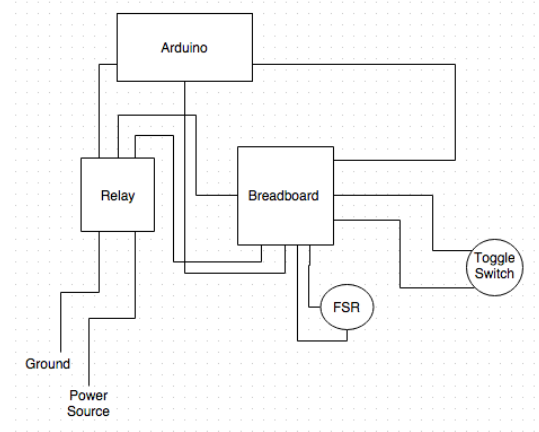 Arduino
Relay
Breadboard
Toggle
Switch
FSR
Ground
Power
Source